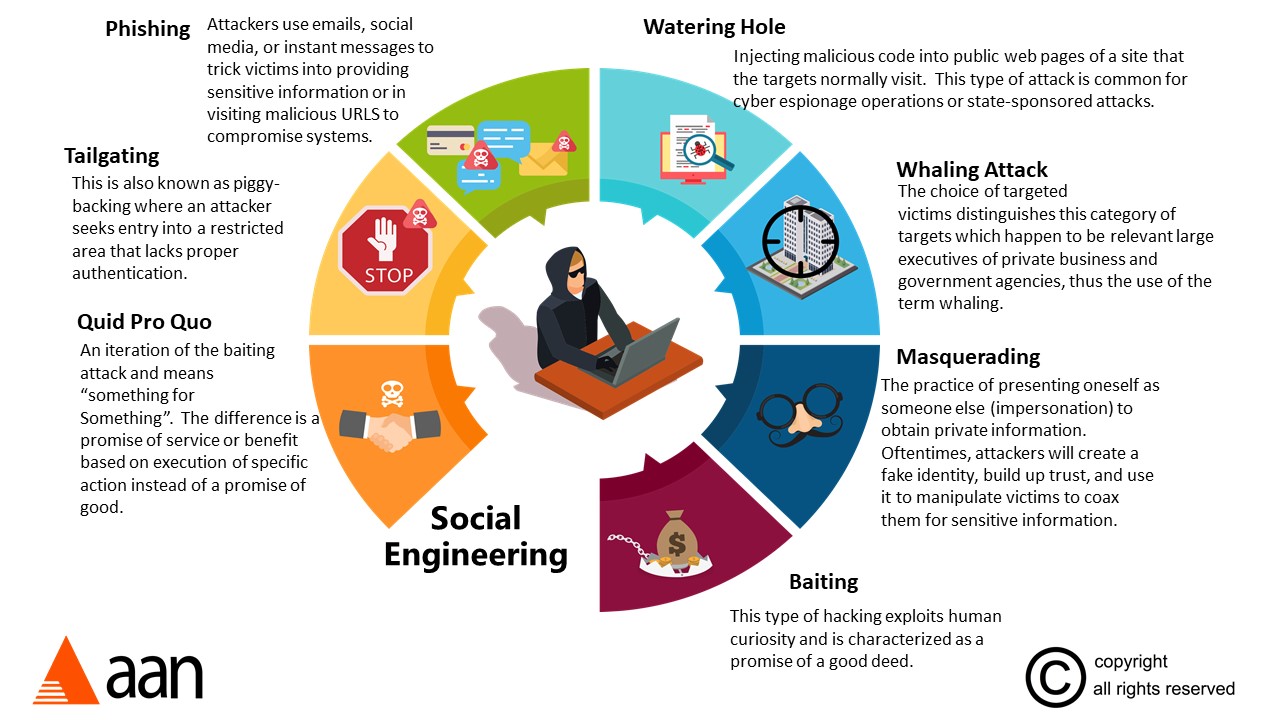 Phishing
Attackers use emails, social
media, or instant messages to
trick victims into providing
sensitive information or in
visiting malicious URLS to
compromise systems.
Watering Hole
Injecting malicious code into public web pages of a site that
the targets normally visit. This type of attack is common for
cyber espionage operations or state-sponsored attacks.
Tailgating
This is also known as piggy-
backing where an attacker
seeks entry into a restricted
area that lacks proper
authentication.
STOP
Whaling Attack
The choice of targeted
victims distinguishes this category of
targets which happen to be relevant large
executives of private business and
government agencies, thus the use of the
term whaling.
Quid Pro Quo
An iteration of the baiting
attack and means
“something for
Something”. The difference is a
promise of service or benefit
based on execution of specific
action instead of a promise of
good.
Masquerading
The practice of presenting oneself as
someone else (impersonation) to
obtain private information.
Oftentimes, attackers will create a
fake identity, build up trust, and use
it to manipulate victims to coax
them for sensitive information.
Social
Engineering
$
Baiting
This type of hacking exploits human
curiosity and is characterized as a
promise of a good deed.
aan
©
copyright
all rights reserved